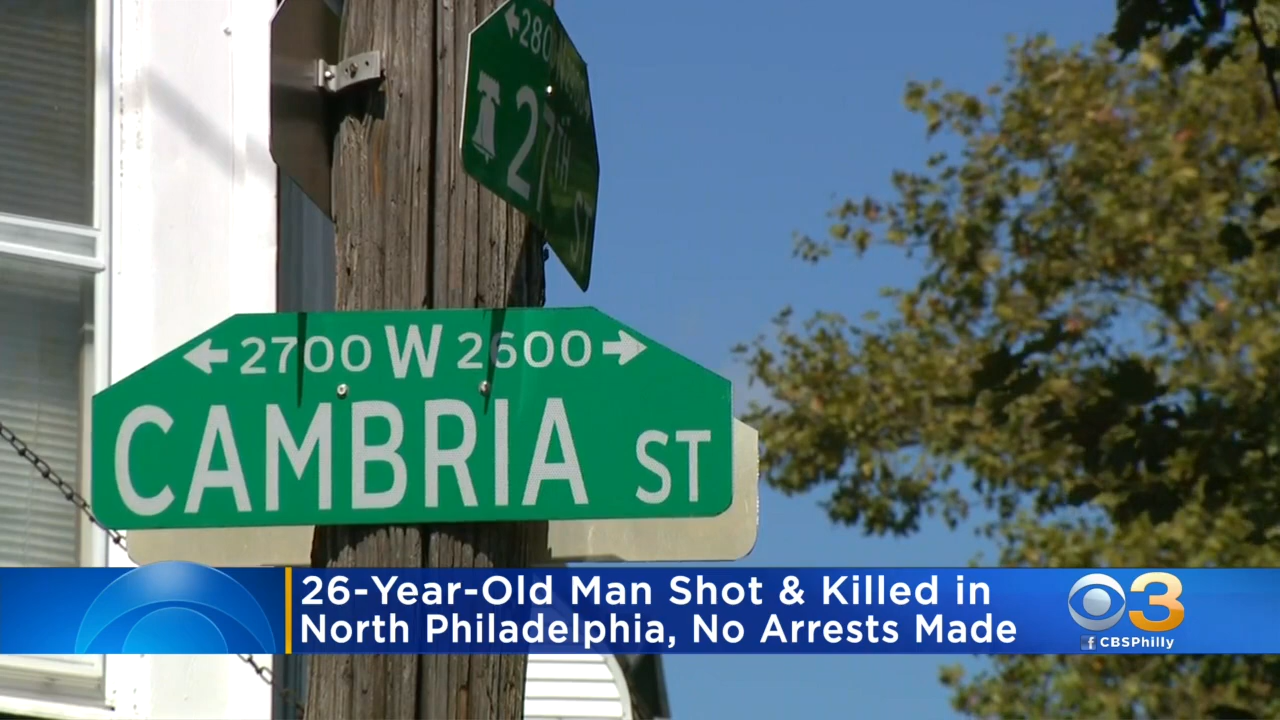 280
27TH ST
2700 W 2600
CAMBRIA ST
26-Year-Old Man Shot & Killed in
North Philadelphia, No Arrests Made
3
f CBSPhilly